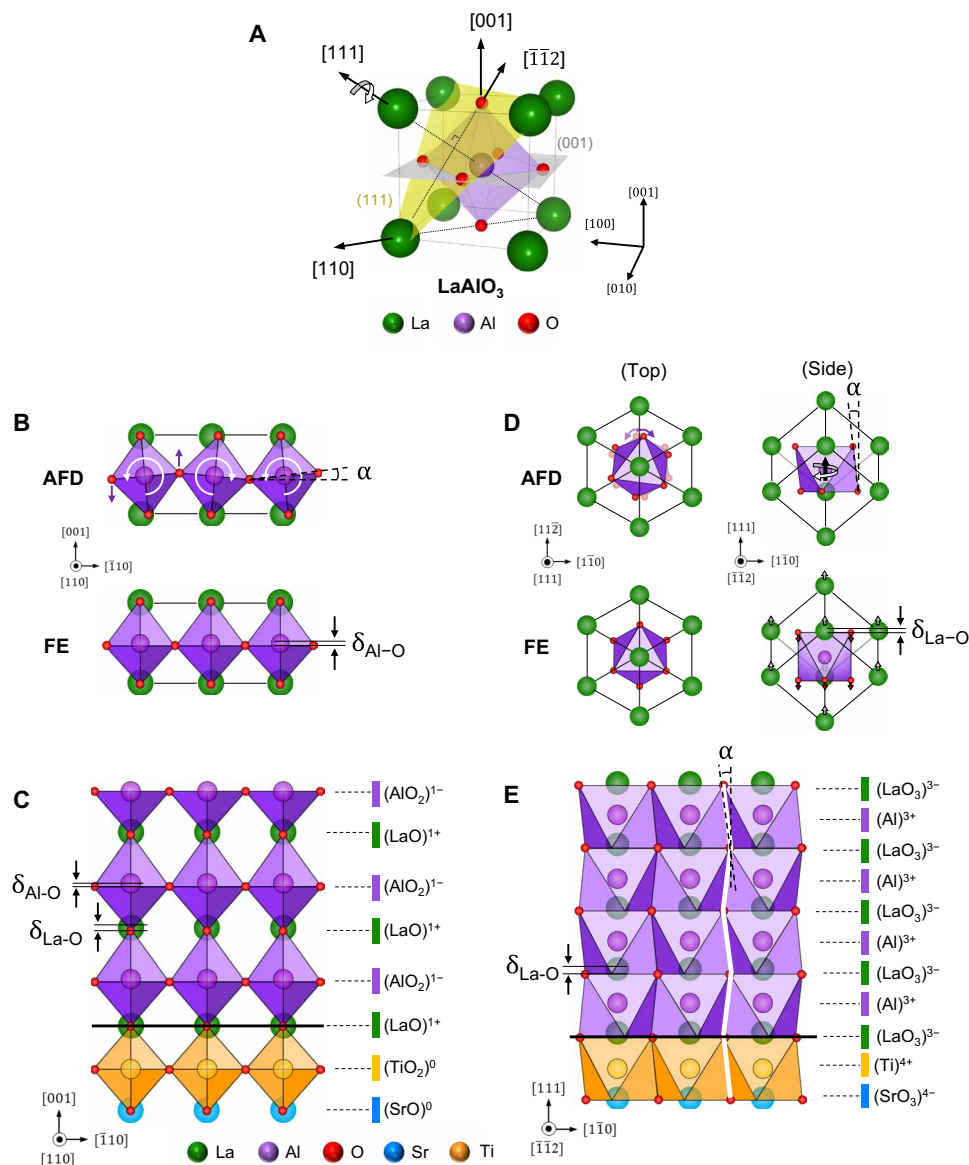 A
[001]
[111]
[1̅1̅2]
(001)
(111)
[001]
[100]
[110]
[010]
LaAlO₃
La Al O
(Top) (Side)
B
D
α
AFD
α
AFD
[001]
[110] [1̅10]
[112̅]
[111] [11̅0]
[111]
[1̅1̅2] [11̅0]
FE
δAl−O
FE
δLa−O
C
(AlO₂)¹⁻
(LaO)¹⁺
δAl-O
(AlO₂)¹⁻
δLa-O
(LaO)¹⁺
(AlO₂)¹⁻
(LaO)¹⁺
(TiO₂)⁰
(SrO)⁰
[001]
[110] [1̅10]
E
α
(LaO₃)³⁻
(Al)³⁺
(LaO₃)³⁻
(Al)³⁺
(LaO₃)³⁻
(Al)³⁺
δLa-O
(LaO₃)³⁻
(Al)³⁺
(LaO₃)³⁻
(Ti)⁴⁺
(SrO₃)⁴⁻
[111]
[1̅1̅2] [11̅0]
La Al O Sr Ti